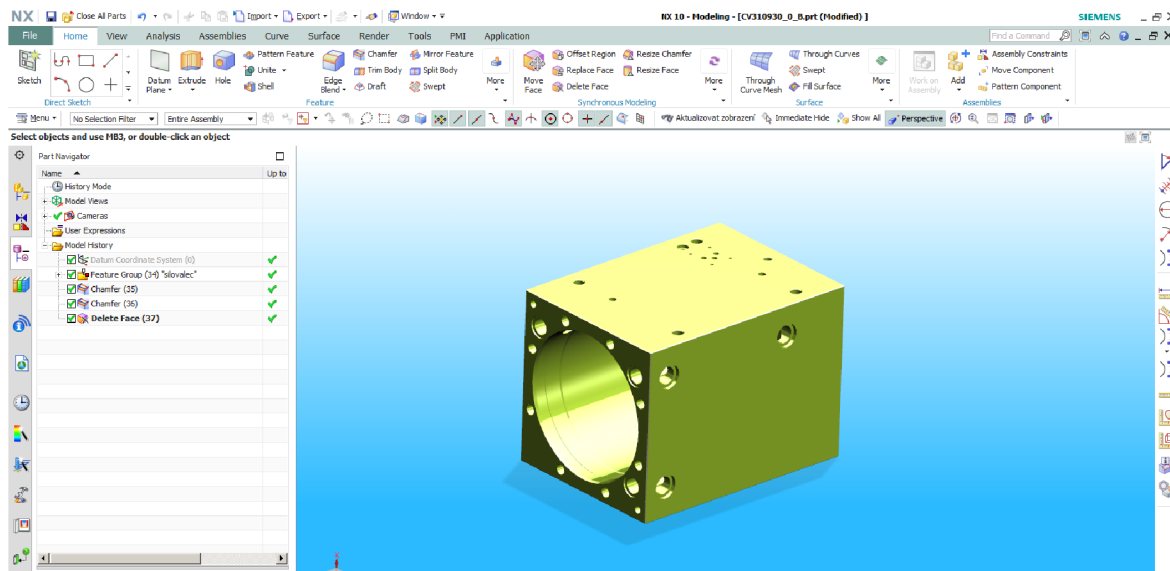 NX Close All Parts Import Export Window NX 10 - Modeling - [CV310930_0_B.prt (Modified) ] SIEMENS
File Home View Analysis Assemblies Curve Surface Render Tools PMI Application Find a Command
Sketch Datum Plane Extrude Hole Pattern Feature Unite Shell Edge Blend Chamfer Trim Body Draft Mirror Feature Split Body Swept More Move Face Offset Region Replace Face Delete Face Resize Chamfer Resize Face More Through Curve Mesh Through Curves Swept Fill Surface More Work on Assembly Add Assembly Constraints Move Component Pattern Component
Direct Sketch Feature Synchronous Modeling Surface Assemblies
Menu No Selection Filter Entire Assembly Aktualizovat zobrazení Immediate Hide Show All Perspective
Select objects and use MB3, or double-click an object
Part Navigator
Name Up to
History Mode
Model Views
Cameras
User Expressions
Model History
Datum Coordinate System (0)
Feature Group (34) "silovalec"
Chamfer (35)
Chamfer (36)
Delete Face (37)
X